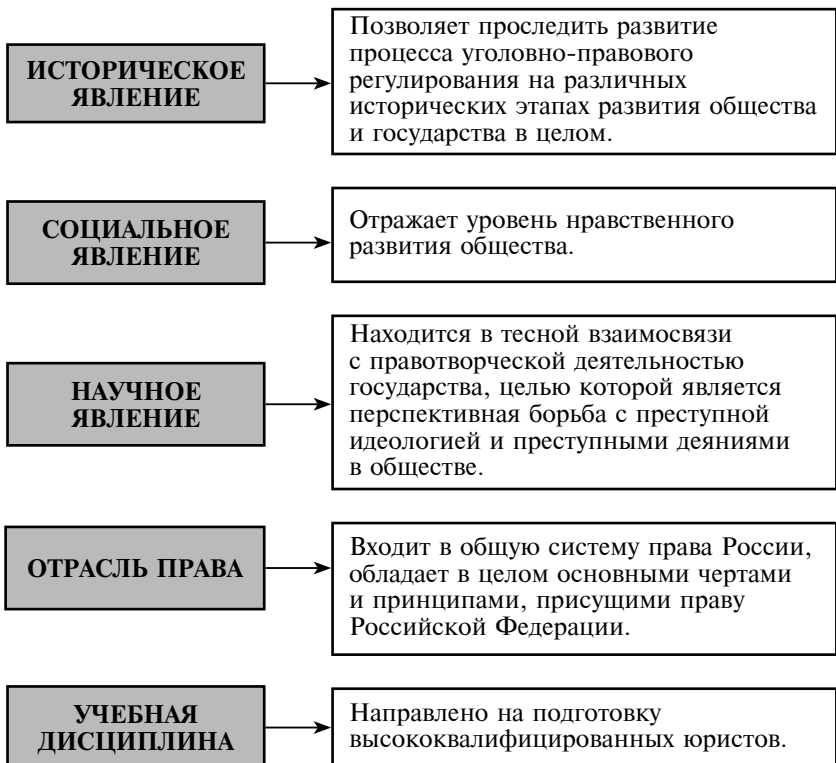 ИСТОРИЧЕСКОЕ
ЯВЛЕНИЕ
Позволяет проследить развитие
процесса уголовно-правового
регулирования на различных
исторических этапах развития общества
и государства в целом.
СОЦИАЛЬНОЕ
ЯВЛЕНИЕ
Отражает уровень нравственного
развития общества.
НАУЧНОЕ
ЯВЛЕНИЕ
Находится в тесной взаимосвязи
с правотворческой деятельностью
государства, целью которой является
перспективная борьба с преступной
идеологией и преступными деяниями
в обществе.
ОТРАСЛЬ ПРАВА
Входит в общую систему права России,
обладает в целом основными чертами
и принципами, присущими праву
Российской Федерации.
УЧЕБНАЯ
ДИСЦИПЛИНА
Направлено на подготовку
высококвалифицированных юристов.